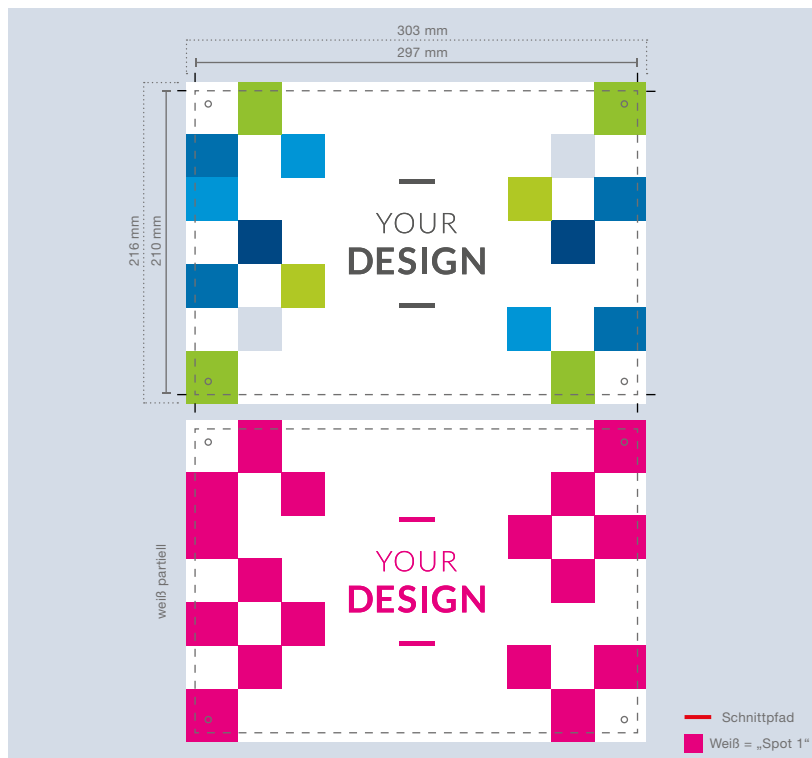 303 mm
297 mm
216 mm
210 mm
YOUR
DESIGN
weiß partiell
YOUR
DESIGN
Schnittpfad
Weiß = „Spot 1“